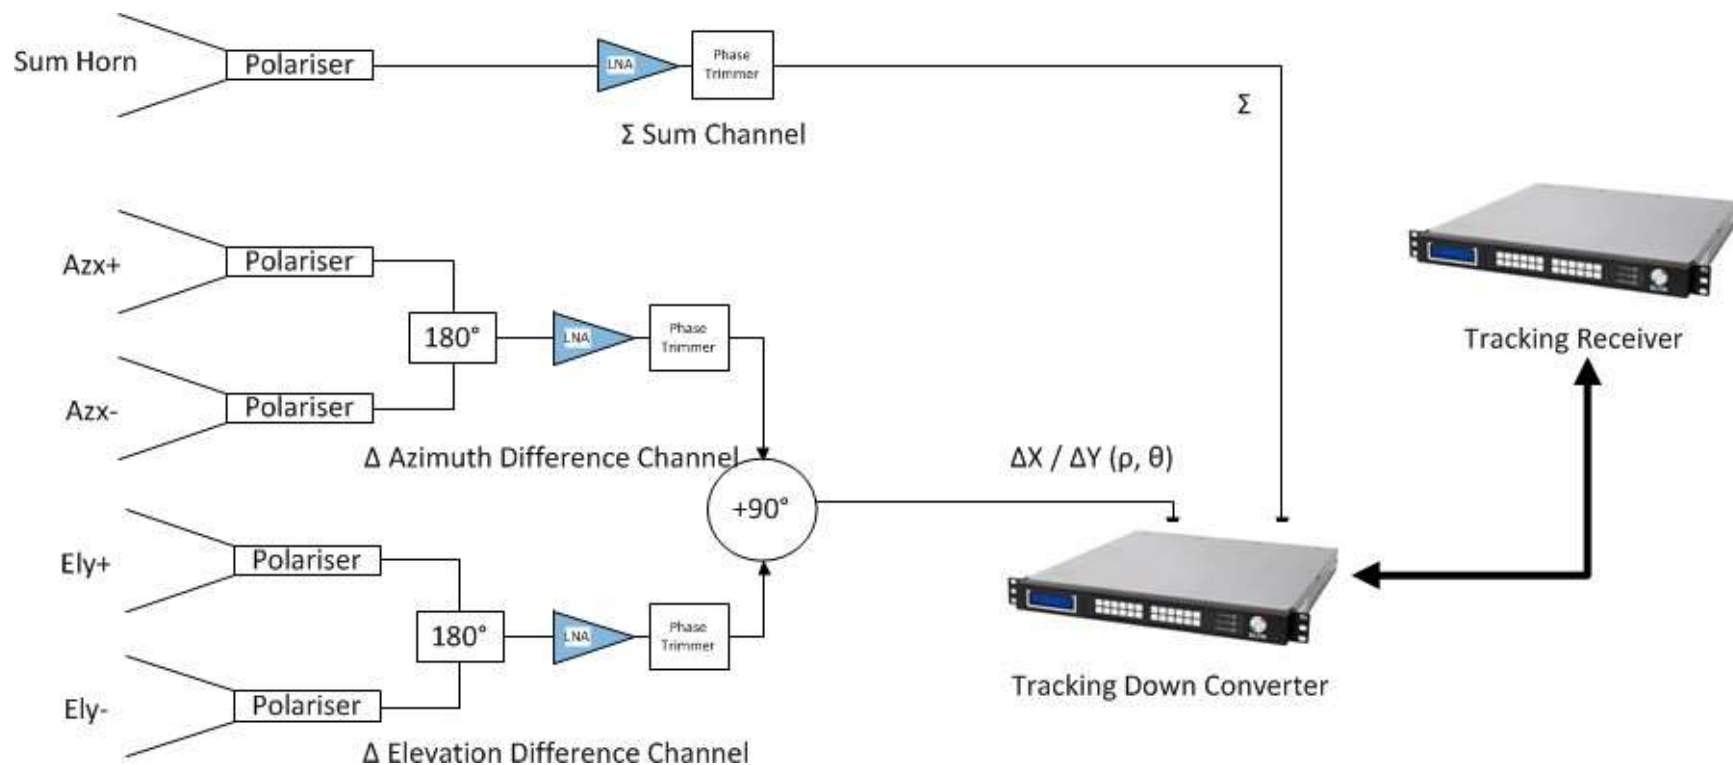 Sum Horn
Polariser
LNA
Phase
Trimmer
Σ Sum Channel
Σ
Azx+
Polariser
180°
LNA
Phase
Trimmer
Azx-
Polariser
Δ Azimuth Difference Channel
+90°
ΔX / ΔY (ρ, θ)
Ely+
Polariser
180°
LNA
Phase
Trimmer
Ely-
Polariser
Δ Elevation Difference Channel
Tracking Receiver
Tracking Down Converter